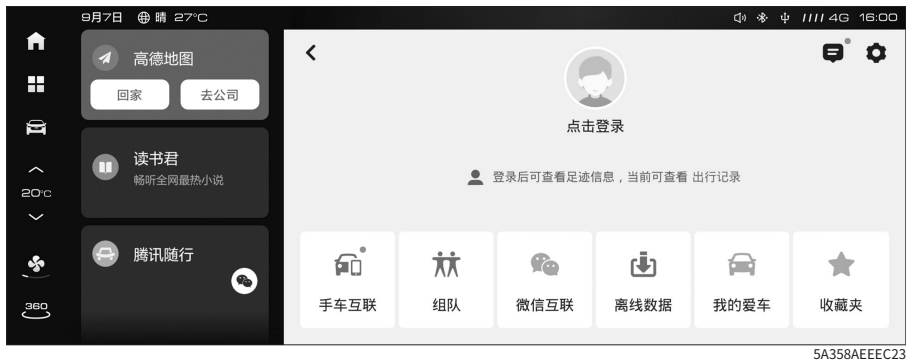 9月7日 晴 27°C
4G 16:00
高德地图
回家 去公司
读书君
畅听全网最热小说
腾讯随行
20°C
360
点击登录
登录后可查看足迹信息，当前可查看 出行记录
手车互联 组队 微信互联 离线数据 我的爱车 收藏夹
5A358AEEEC23